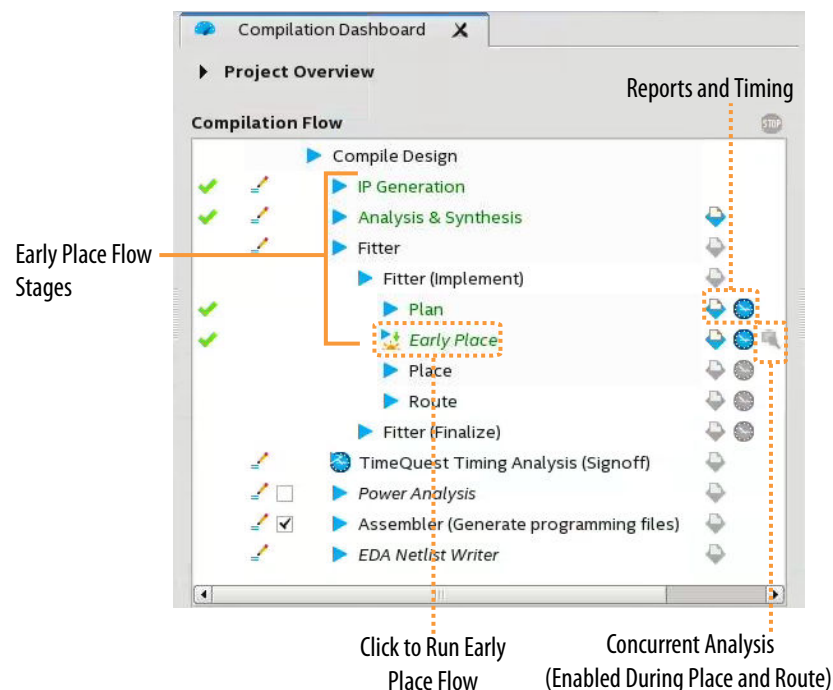 Compilation Dashboard
Project Overview
Reports and Timing
Compilation Flow
STOP
Compile Design
IP Generation
Analysis & Synthesis
Fitter
Early Place Flow
Stages
Fitter (Implement)
Plan
Early Place
Place
Route
Fitter (Finalize)
TimeQuest Timing Analysis (Signoff)
Power Analysis
Assembler (Generate programming files)
EDA Netlist Writer
Click to Run Early
Place Flow
Concurrent Analysis
(Enabled During Place and Route)